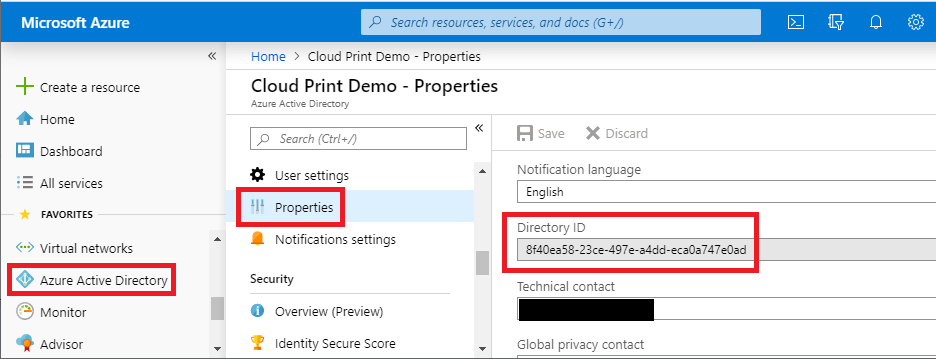 Microsoft Azure
Search resources, services, and docs (G+/)
«
Create a resource
Home
Dashboard
All services
FAVORITES
Virtual networks
Azure Active Directory
Monitor
Advisor
Home > Cloud Print Demo - Properties
Cloud Print Demo - Properties
Azure Active Directory
Search (Ctrl+/)
«
User settings
Properties
Notifications settings
Security
Overview (Preview)
Identity Secure Score
Save Discard
Notification language
English
Directory ID
8f40ea58-23ce-497e-a4dd-eca0a747e0ad
Technical contact
Global privacy contact